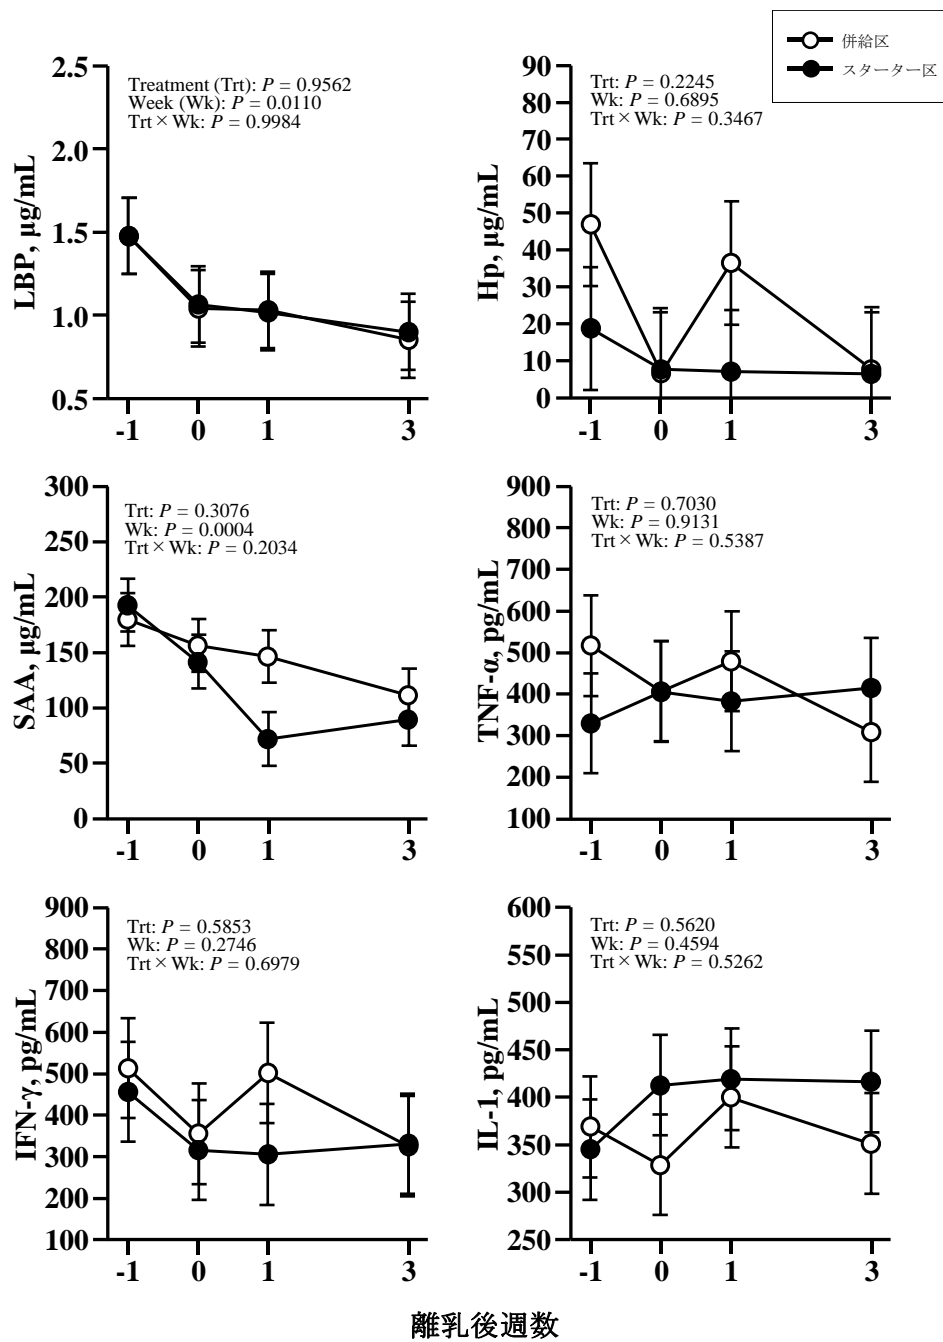 併給区
スターター区
2.5
2.0
1.5
1.0
0.5
LBP, µg/mL
Treatment (Trt): P = 0.9562
Week (Wk): P = 0.0110
Trt × Wk: P = 0.9984
-1 0 1 3
90
80
70
60
50
40
30
20
10
0
Hp, µg/mL
Trt: P = 0.2245
Wk: P = 0.6895
Trt × Wk: P = 0.3467
-1 0 1 3
300
250
200
150
100
50
0
SAA, µg/mL
Trt: P = 0.3076
Wk: P = 0.0004
Trt × Wk: P = 0.2034
-1 0 1 3
900
800
700
600
500
400
300
200
100
TNF-α, pg/mL
Trt: P = 0.7030
Wk: P = 0.9131
Trt × Wk: P = 0.5387
-1 0 1 3
900
800
700
600
500
400
300
200
100
IFN-γ, pg/mL
Trt: P = 0.5853
Wk: P = 0.2746
Trt × Wk: P = 0.6979
-1 0 1 3
600
550
500
450
400
350
300
250
IL-1, pg/mL
Trt: P = 0.5620
Wk: P = 0.4594
Trt × Wk: P = 0.5262
-1 0 1 3
離乳後週数